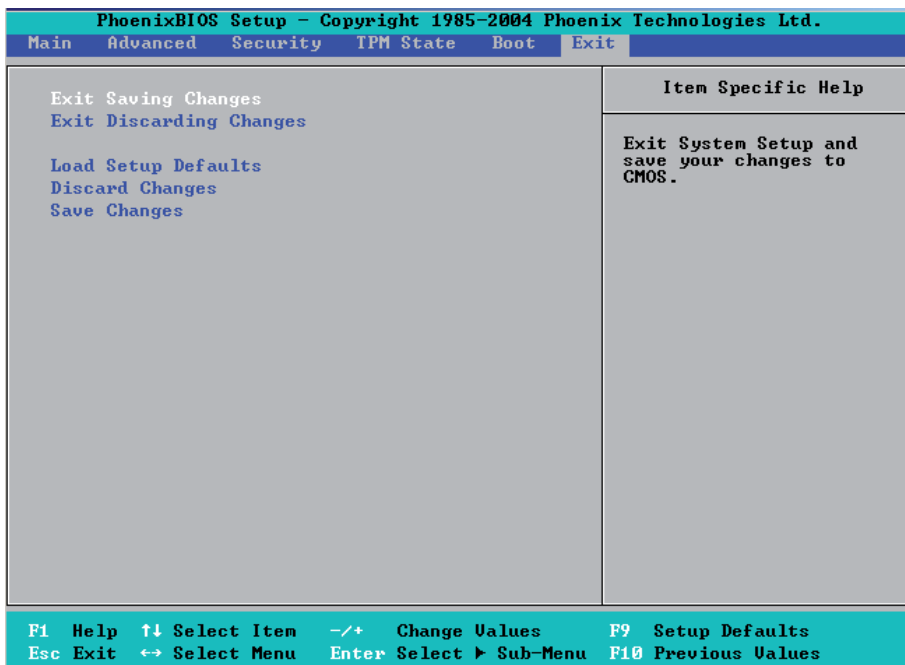 PhoenixBIOS Setup – Copyright 1985-2004 Phoenix Technologies Ltd.
Main Advanced Security TPM State Boot Exit
Exit Saving Changes
Exit Discarding Changes
Load Setup Defaults
Discard Changes
Save Changes
Item Specific Help
Exit System Setup and
save your changes to
CMOS.
F1 Help ↑↓ Select Item -/+ Change Values F9 Setup Defaults
Esc Exit ↔ Select Menu Enter Select ▶ Sub-Menu F10 Previous Values